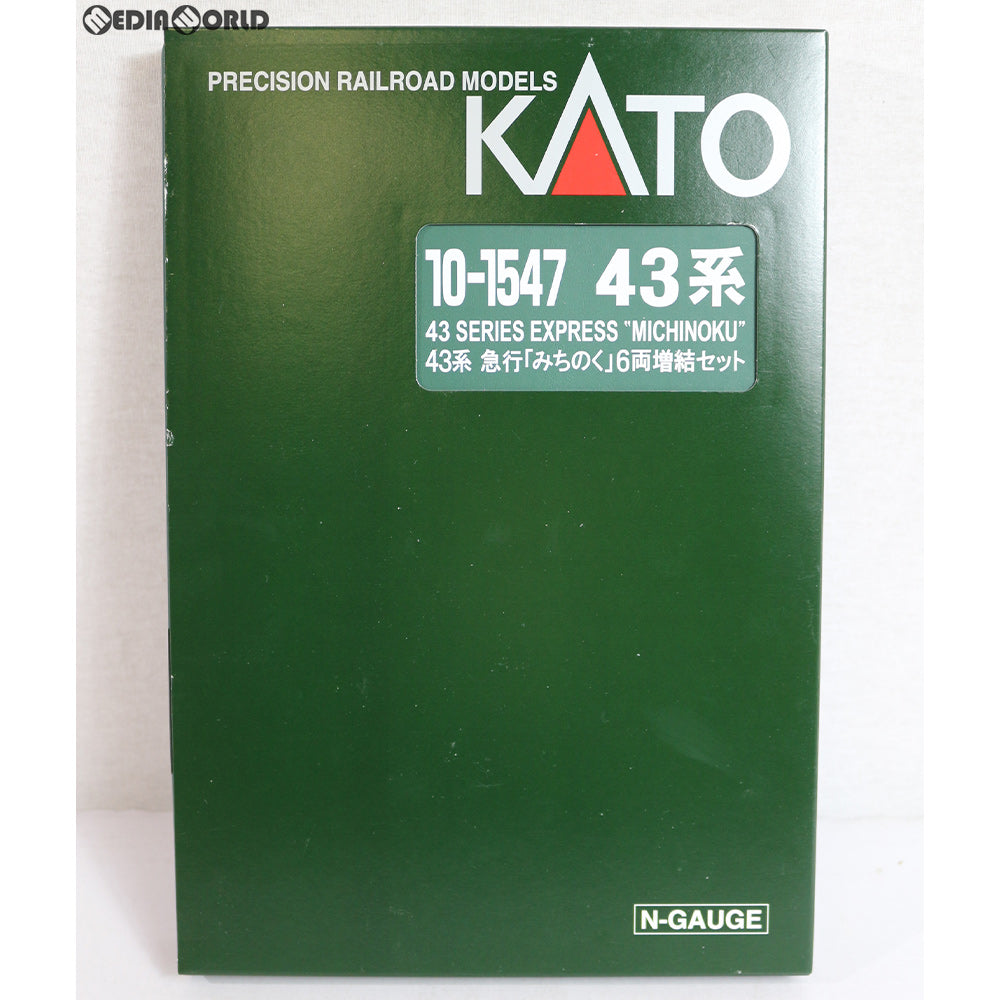 MEDIAWORLD
PRECISION RAILROAD MODELS
KATO
10-1547 43系
43 SERIES EXPRESS "MICHINOKU"
43系 急行「みちのく」6両増結セット
N-GAUGE